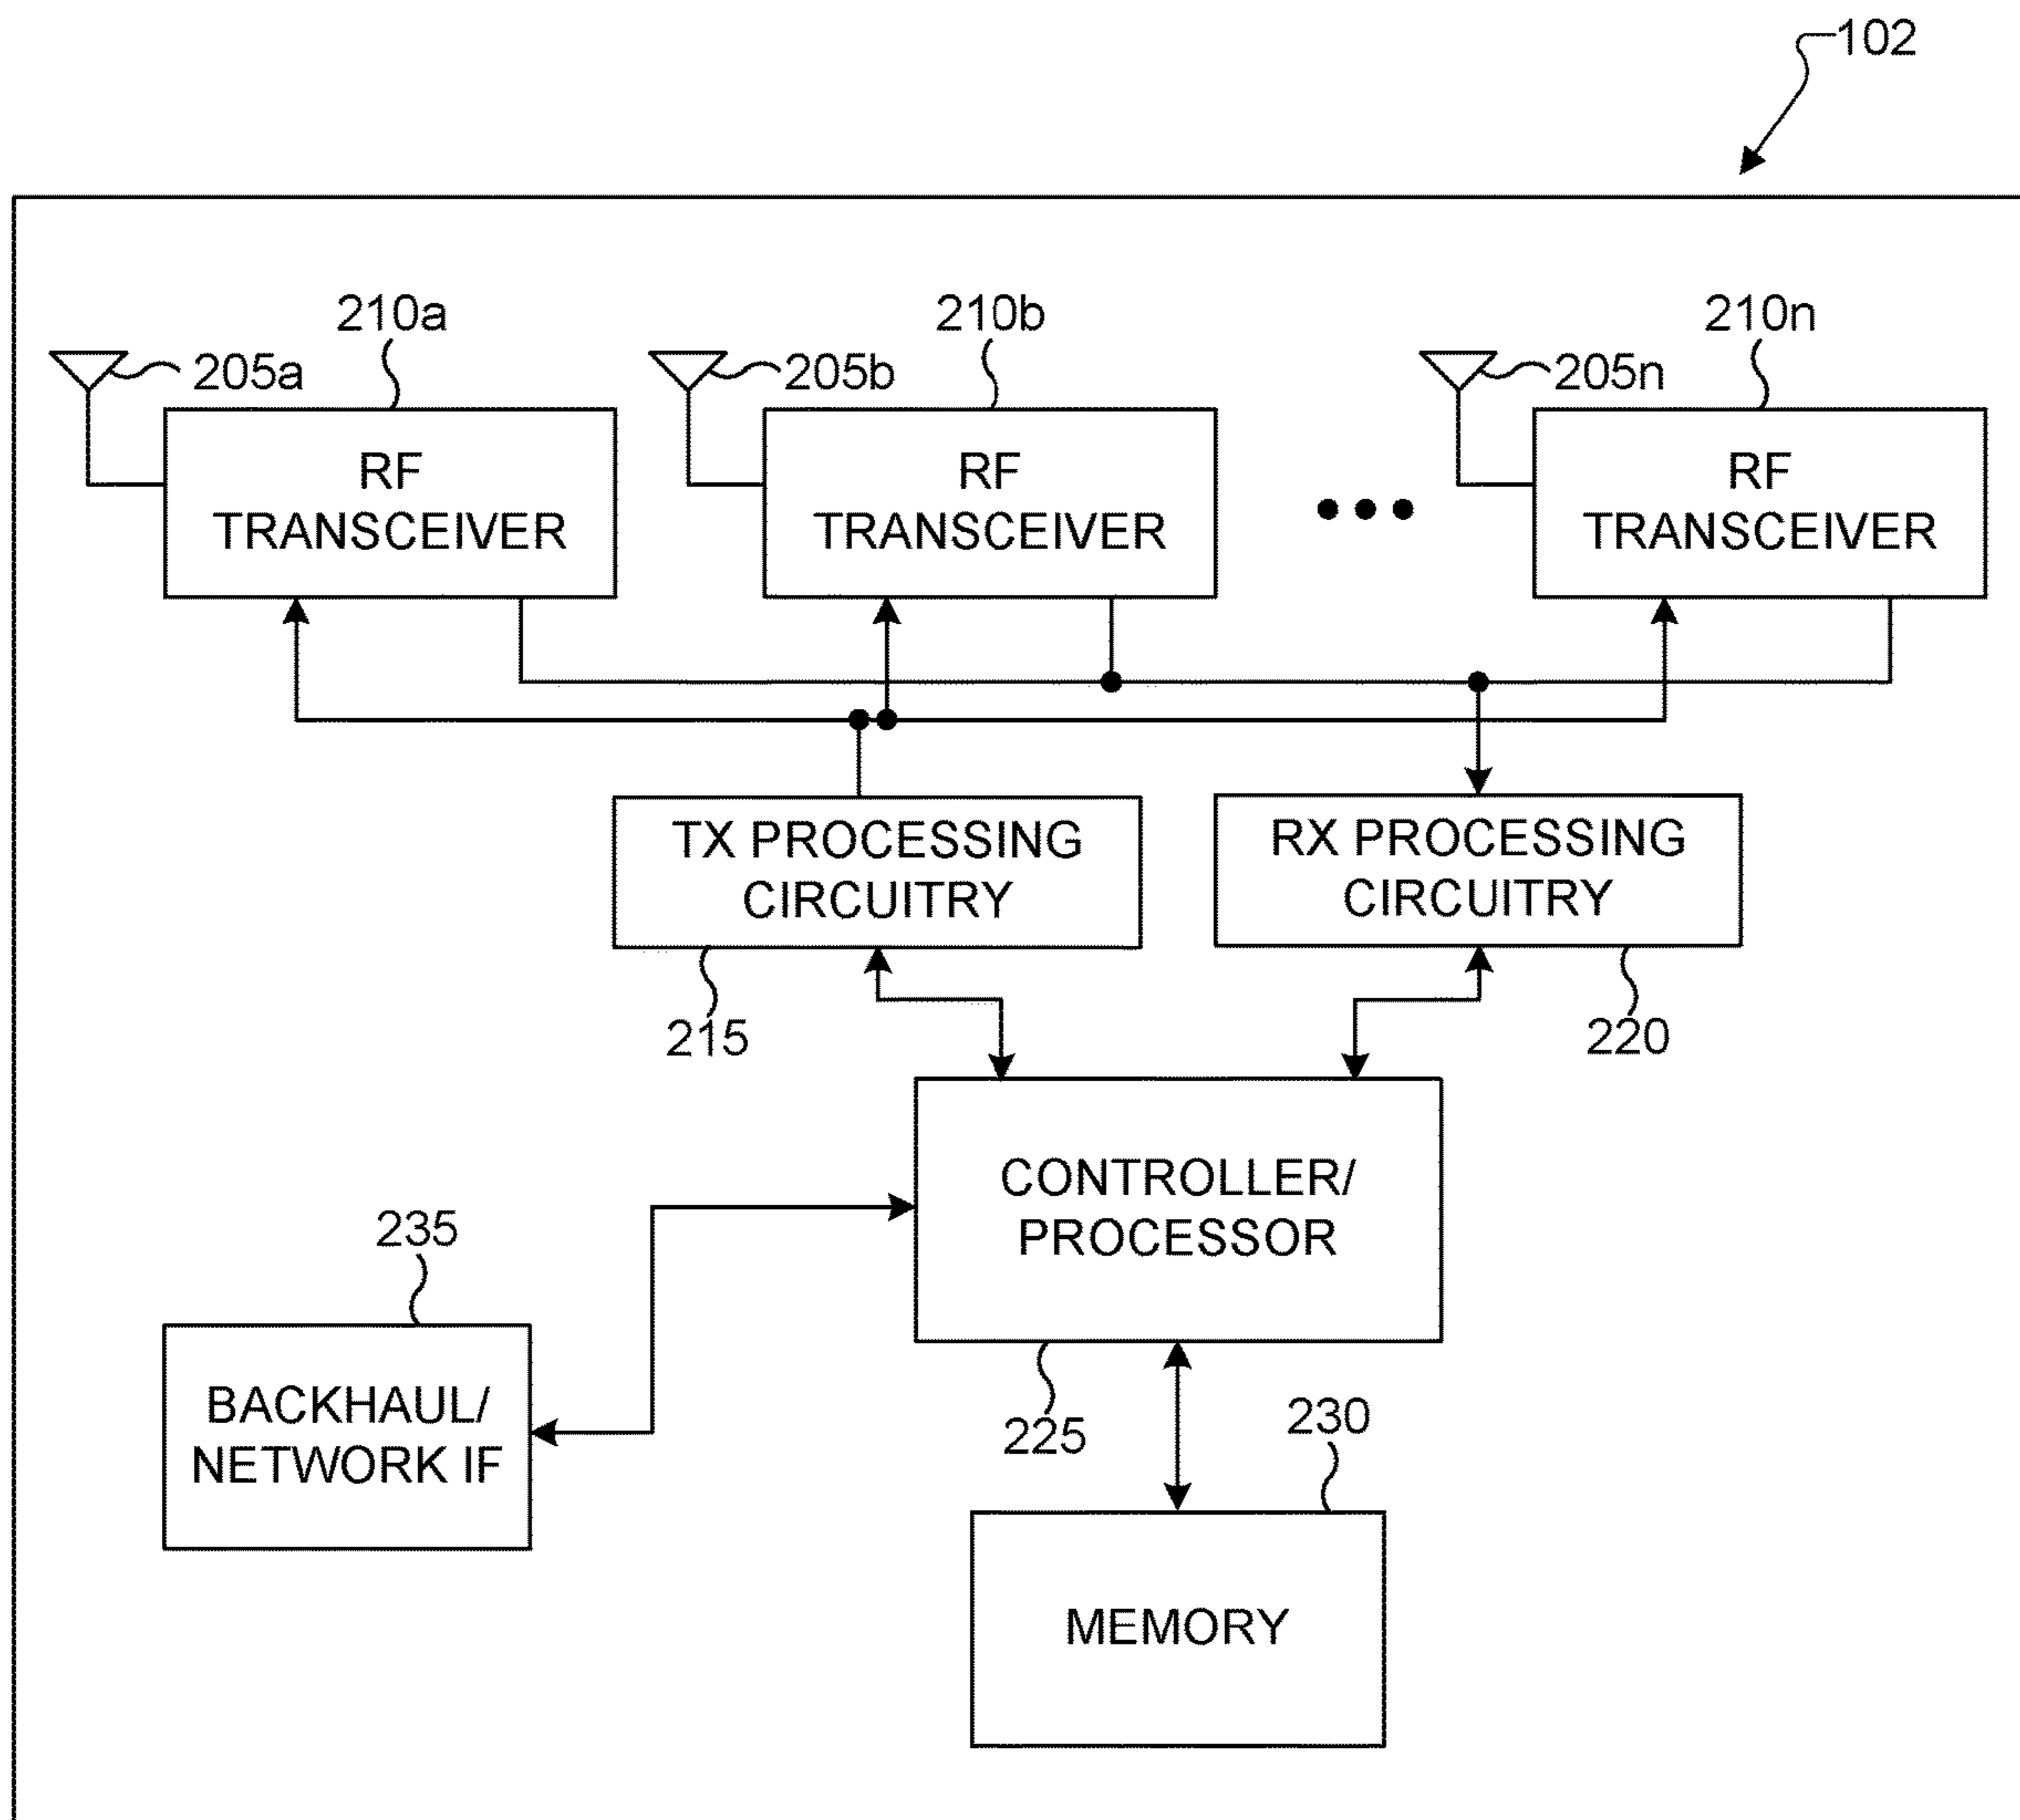 102
210a
210b
210n
205a
205b
205n
RF
TRANSCEIVER
RF
TRANSCEIVER
RF
TRANSCEIVER
TX PROCESSING
CIRCUITRY
RX PROCESSING
CIRCUITRY
215
220
CONTROLLER/
PROCESSOR
235
BACKHAUL/
NETWORK IF
225
230
MEMORY